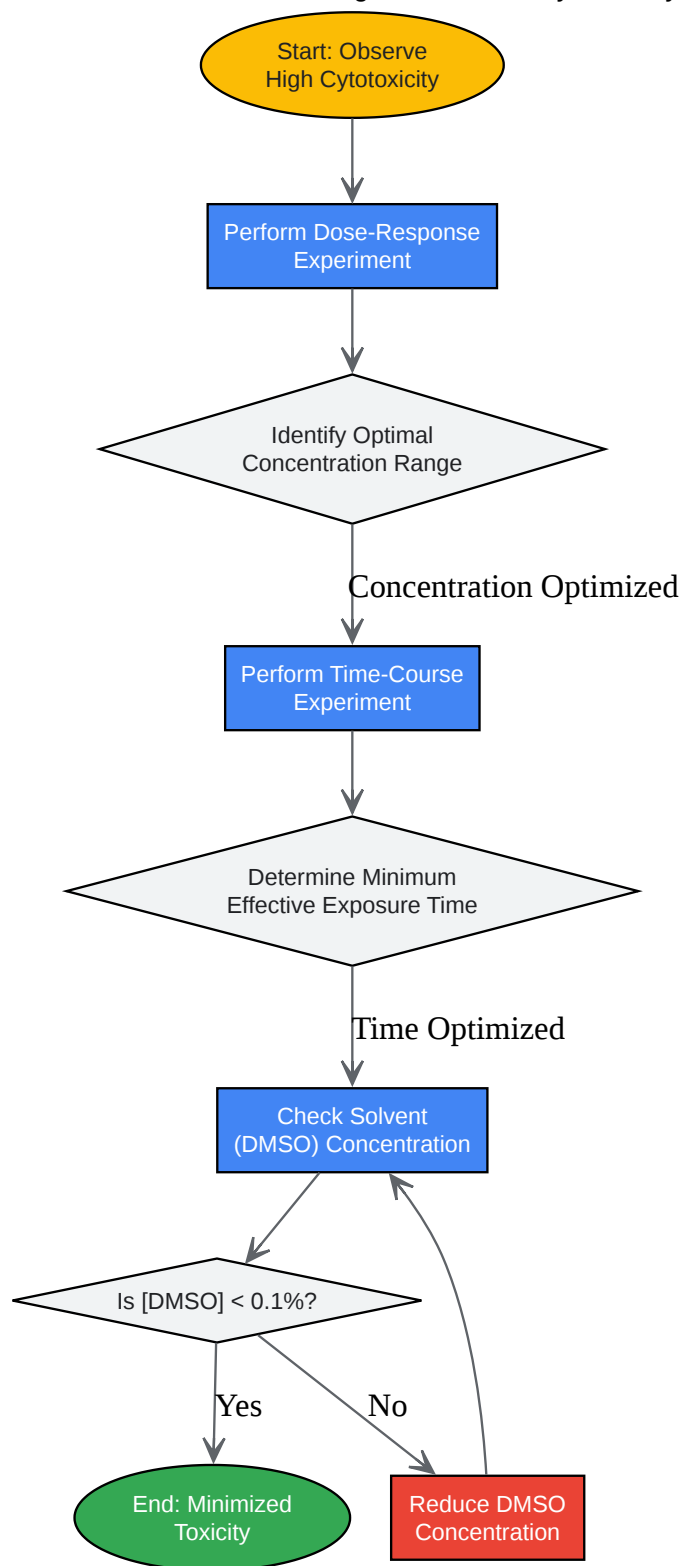 Start: Observe
High Cytotoxicity
Perform Dose-Response
Experiment
Identify Optimal
Concentration Range
Concentration Optimized
Perform Time-Course
Experiment
Determine Minimum
Effective Exposure Time
Time Optimized
Check Solvent
(DMSO) Concentration
Is [DMSO] < 0.1%?
Yes
No
End: Minimized
Toxicity
Reduce DMSO
Concentration